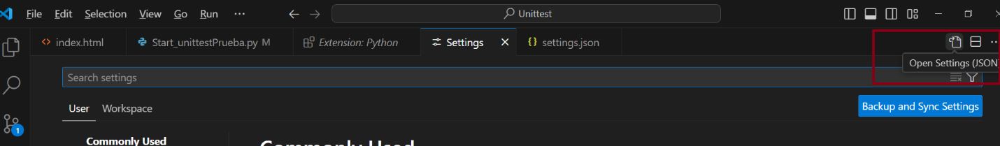 File Edit Selection View Go Run ··· Unittest
index.html Start_unittestPrueba.py M Extension: Python Settings settings.json
Open Settings (JSON
Search settings
User Workspace
Backup and Sync Settings
1
Commonly Used
Commonly Used